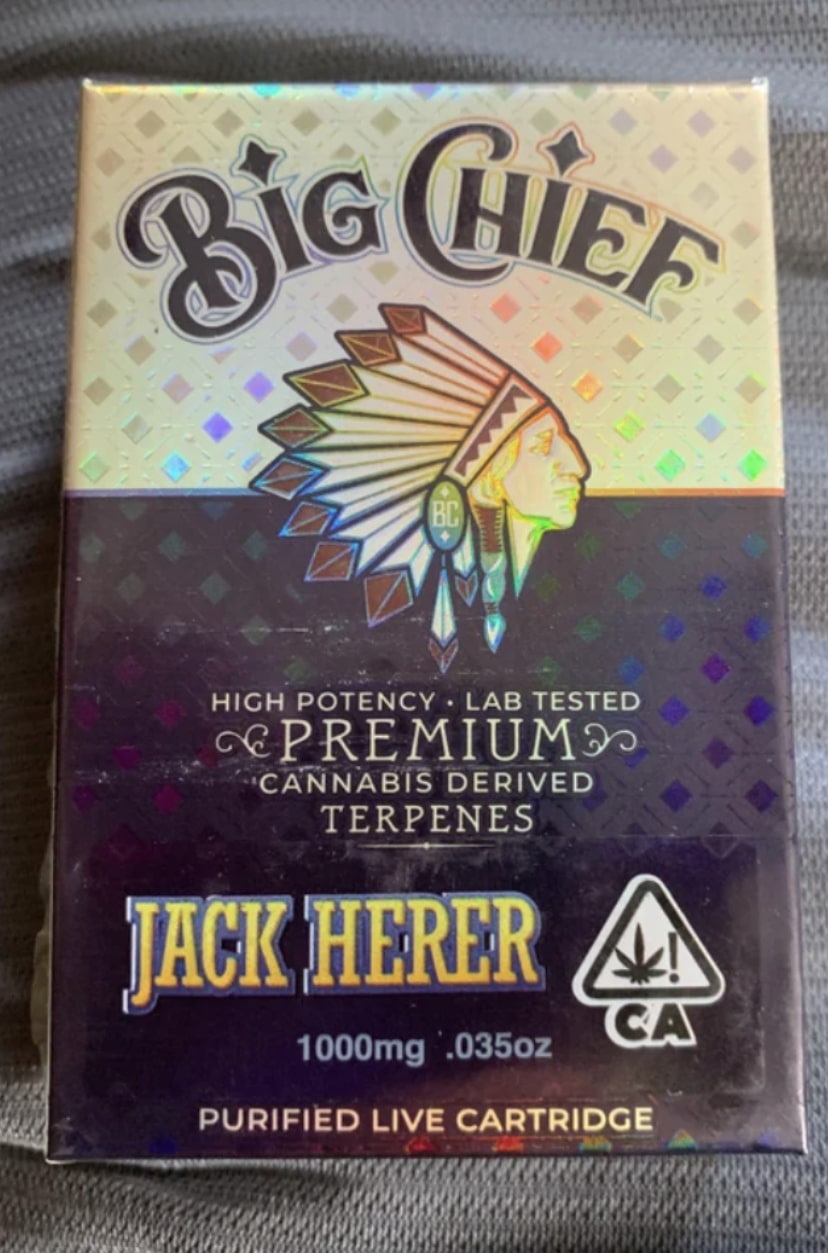 BIG CHIEF
BC
HIGH POTENCY · LAB TESTED
PREMIUM
CANNABIS DERIVED
TERPENES
JACK HERER
!
CA
1000mg .035oz
PURIFIED LIVE CARTRIDGE